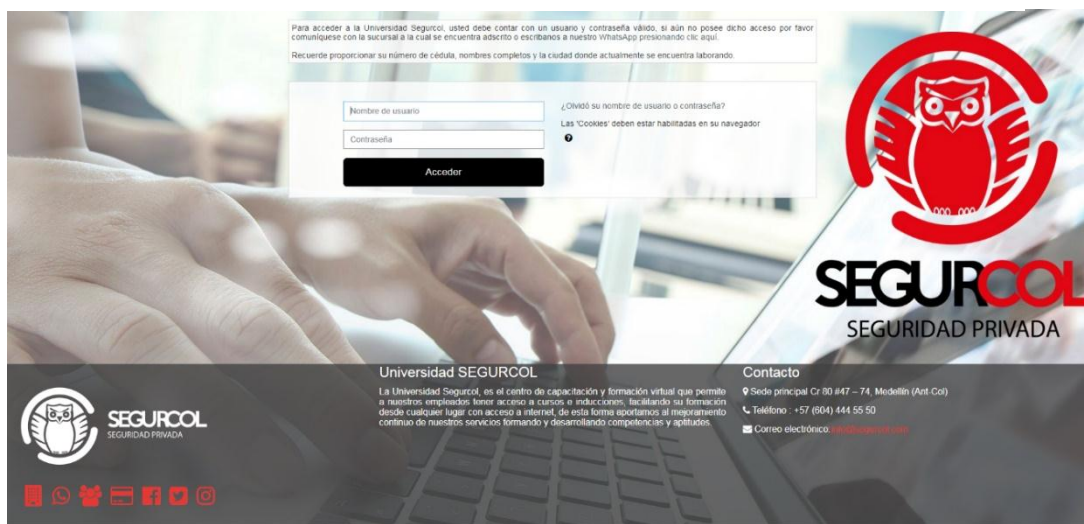 Para acceder a la Universidad Segurcol, usted debe contar con un usuario y contraseña válido, si aún no posee dicho acceso por favor
comuníquese con la sucursal a la cual se encuentra adscrito o escríbanos a nuestro WhatsApp presionando clic aquí.
Recuerde proporcionar su número de cédula, nombres completos y la ciudad donde actualmente se encuentra laborando.
Nombre de usuario
Contraseña
Acceder
¿Olvidó su nombre de usuario o contraseña?
Las 'Cookies' deben estar habilitadas en su navegador
SEGURCOL
SEGURIDAD PRIVADA
SEGURCOL
SEGURIDAD PRIVADA
Universidad SEGURCOL
La Universidad Segurcol, es el centro de capacitación y formación virtual que permite
a nuestros empleados tener acceso a cursos e inducciones, facilitando su formación
desde cualquier lugar con acceso a internet, de esta forma aportamos al mejoramiento
continuo de nuestros servicios formando y desarrollando competencias y aptitudes.
Contacto
Sede principal Cr 80 #47 – 74, Medellín (Ant-Col)
Teléfono : +57 (604) 444 55 50
Correo electrónico: